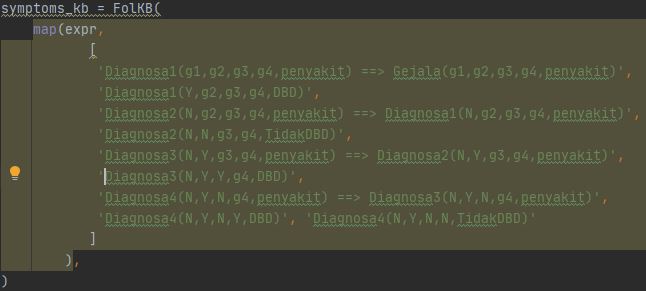 symptoms_kb = FolKB(
map(expr,
[
'Diagnosa1(g1,g2,g3,g4,penyakit) ==> Gejala(g1,g2,g3,g4,penyakit)',
'Diagnosa1(Y,g2,g3,g4,DBD)',
'Diagnosa2(N,g2,g3,g4,penyakit) ==> Diagnosa1(N,g2,g3,g4,penyakit)',
'Diagnosa2(N,N,g3,g4,TidakDBD)',
'Diagnosa3(N,Y,g3,g4,penyakit) ==> Diagnosa2(N,Y,g3,g4,penyakit)',
'Diagnosa3(N,Y,Y,g4,DBD)',
'Diagnosa4(N,Y,N,g4,penyakit) ==> Diagnosa3(N,Y,N,g4,penyakit)',
'Diagnosa4(N,Y,N,Y,DBD)', 'Diagnosa4(N,Y,N,N,TidakDBD)'
]
),
)